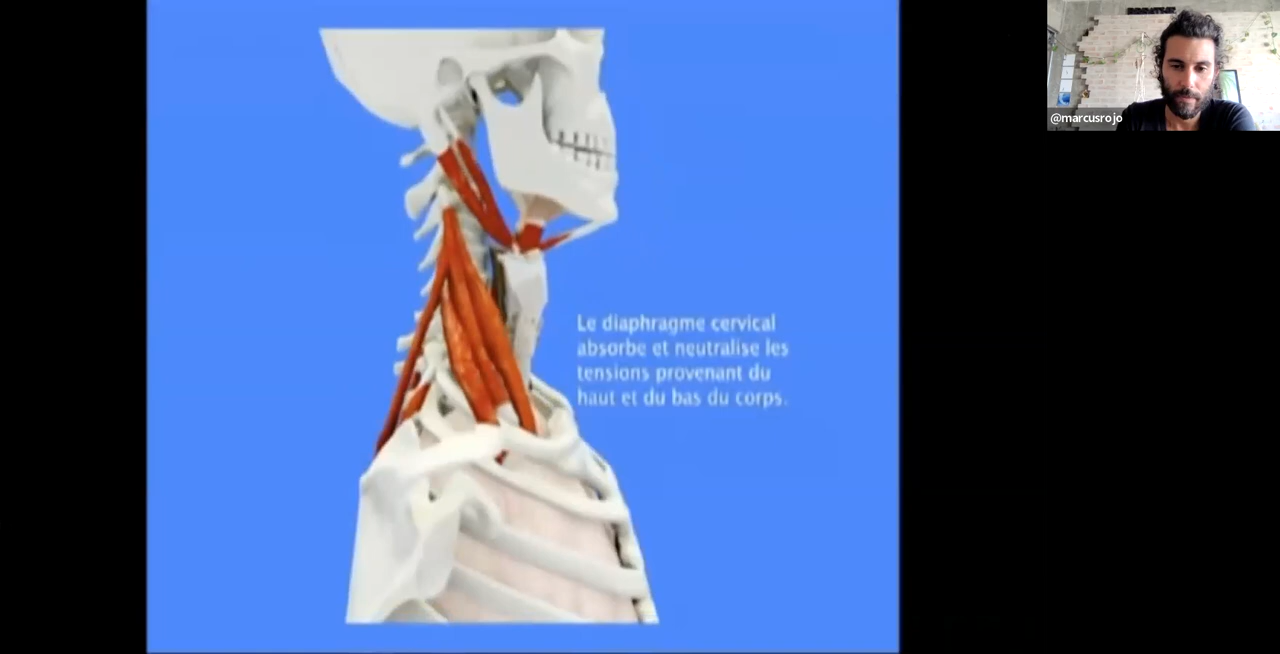 @marcusrojo
Le diaphragme cervical
absorbe et neutralise les
tensions provenant du
haut et du bas du corps.